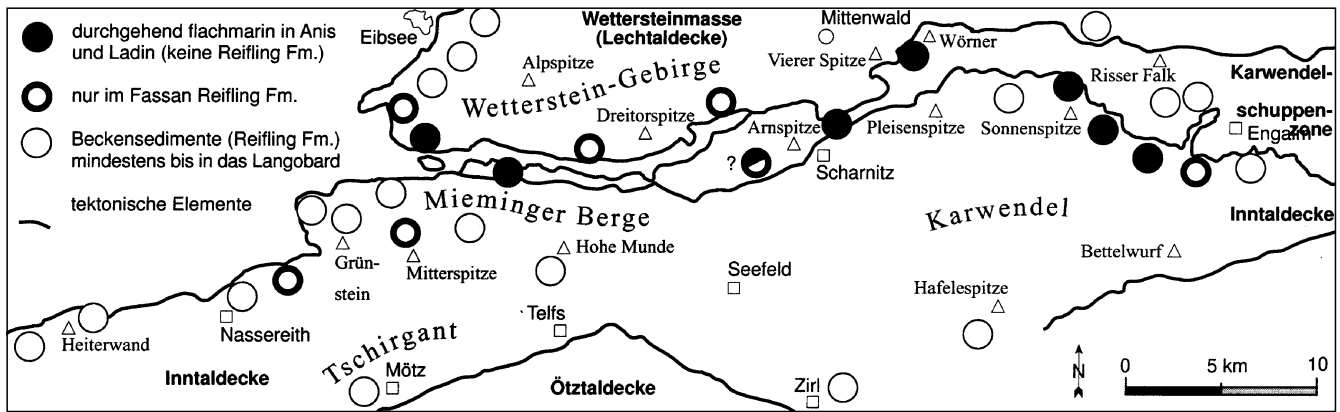 durchgehend flachmarin in Anis
und Ladin (keine Reifling Fm.)
nur im Fassan Reifling Fm.
Beckensedimente (Reifling Fm.)
mindestens bis in das Langobard
tektonische Elemente
Eibsee
Wettersteinmasse
(Lechtaldecke)
Mittenwald
Wörner
Vierer Spitze
Alpspitze
Wetterstein-Gebirge
Dreitorspitze
Arnspitze
Pleisenspitze
Sonnenspitze
Risser Falk
Karwendel-
schuppen-
zone
Engalm
?
Scharnitz
Mieminger Berge
Karwendel
Inntaldecke
Grün-
stein
Mitterspitze
Hohe Munde
Seefeld
Bettelwurf
Hafelespitze
Heiterwand
Nassereith
Telfs
Tschirgant
Mötz
Inntaldecke
Ötztaldecke
Zirl
N
0 5 km 10